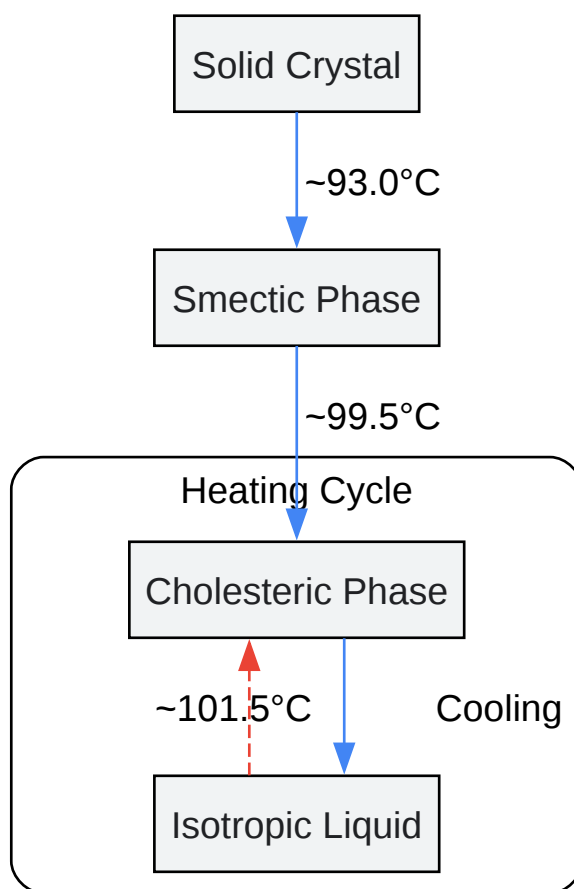 Solid Crystal
~93.0°C
Smectic Phase
~99.5°C
Heating Cycle
Cholesteric Phase
~101.5°C
Cooling
Isotropic Liquid